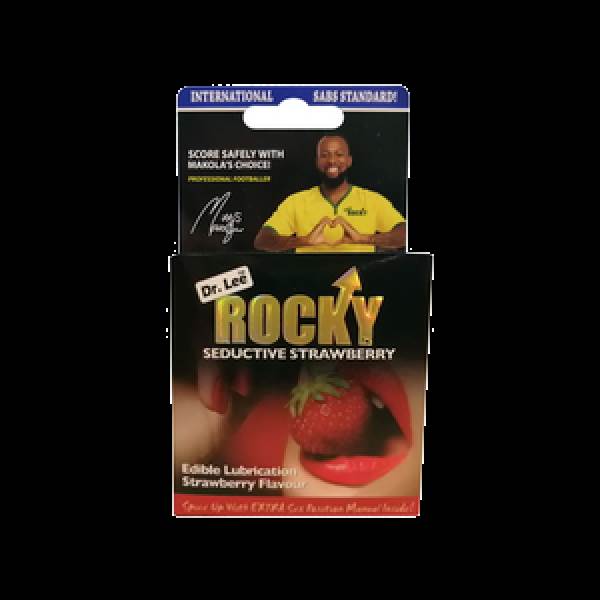 INTERNATIONAL SABS STANDARD!
SCORE SAFELY WITH
MAKOLA'S CHOICE!
PROFESSIONAL FOOTBALLER
Dr. Lee
ROCKY
SEDUCTIVE STRAWBERRY
Edible Lubrication
Strawberry Flavour
Spice Up With EXTRA Sex Position Manual Inside!